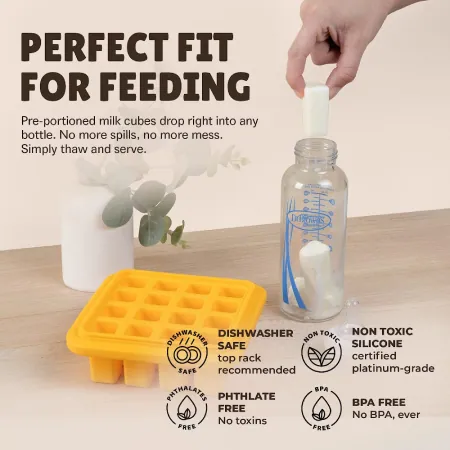 PERFECT FIT
FOR FEEDING
Pre-portioned milk cubes drop right into any
bottle. No more spills, no more mess.
Simply thaw and serve.
DrBrown's
DISHWASHER
SAFE
DISHWASHER
SAFE
top rack
recommended
NON TOXIC
NON TOXIC
SILICONE
certified
platinum-grade
PHTHALATES
FREE
PHTHLATE
FREE
No toxins
BPA
FREE
BPA FREE
No BPA, ever